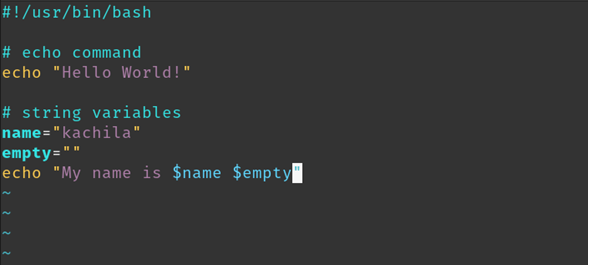 #!/usr/bin/bash

# echo command
echo "Hello World!"

# string variables
name="kachila"
empty=""
echo "My name is $name $empty"
~
~
~
~